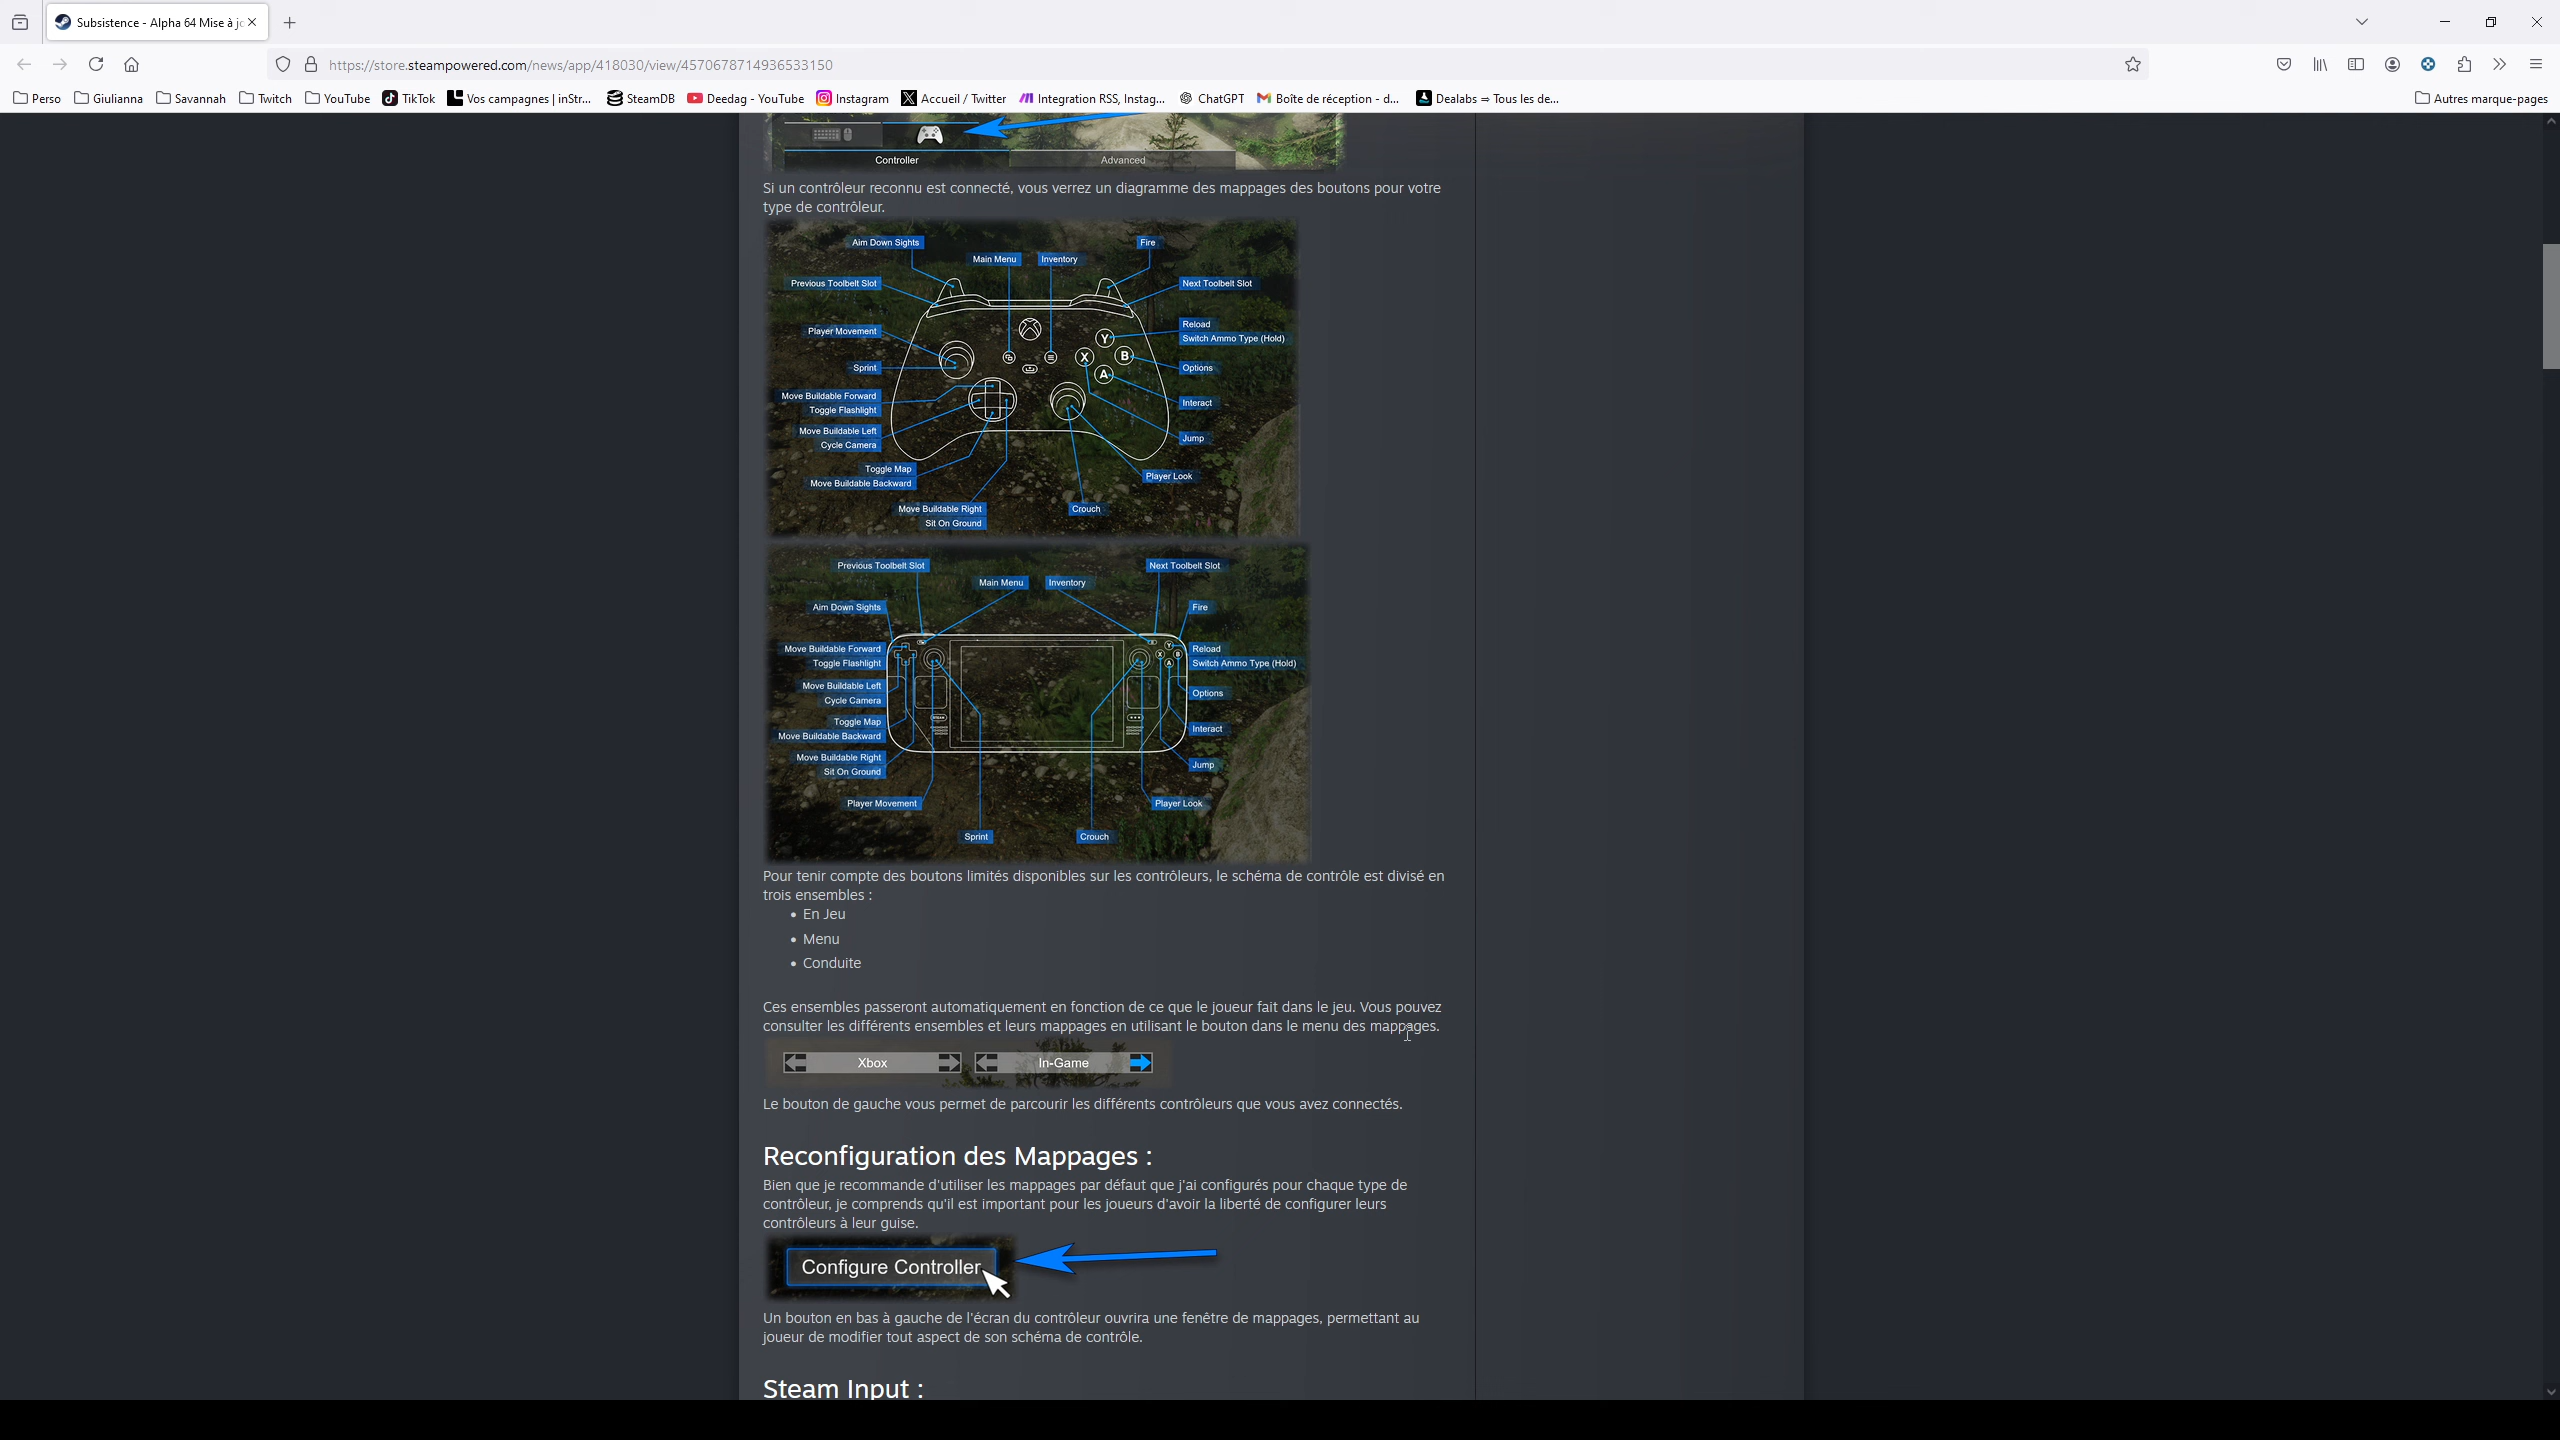 Subsistence - Alpha 64 Mise à jo
https://store.steampowered.com/news/app/418030/view/4570678714936533150
Perso
Giulianna
Savannah
Twitch
YouTube
TikTok
Vos campagnes | inStr...
SteamDB
Deedag - YouTube
Instagram
Accueil / Twitter
Integration RSS, Instag...
ChatGPT
Boîte de réception - d...
Dealabs ⇒ Tous les de...
Autres marque-pages
Controller
Advanced
Si un contrôleur reconnu est connecté, vous verrez un diagramme des mappages des boutons pour votre
type de contrôleur.
Aim Down Sights
Fire
Main Menu
Inventory
Previous Toolbelt Slot
Next Toolbelt Slot
Player Movement
Reload
Switch Ammo Type (Hold)
Y
X
B
A
Sprint
Options
Move Buildable Forward
Toggle Flashlight
Interact
Move Buildable Left
Cycle Camera
Jump
Toggle Map
Move Buildable Backward
Player Look
Move Buildable Right
Sit On Ground
Crouch
Previous Toolbelt Slot
Next Toolbelt Slot
Main Menu
Inventory
Aim Down Sights
Fire
Move Buildable Forward
Toggle Flashlight
Reload
Switch Ammo Type (Hold)
Y
X
B
A
Move Buildable Left
Cycle Camera
Options
Toggle Map
Move Buildable Backward
Interact
Move Buildable Right
Sit On Ground
Jump
Player Movement
Player Look
Sprint
Crouch
Pour tenir compte des boutons limités disponibles sur les contrôleurs, le schéma de contrôle est divisé en
trois ensembles :
• En Jeu
• Menu
• Conduite
Ces ensembles passeront automatiquement en fonction de ce que le joueur fait dans le jeu. Vous pouvez
consulter les différents ensembles et leurs mappages en utilisant le bouton dans le menu des mappages.
Xbox
In-Game
Le bouton de gauche vous permet de parcourir les différents contrôleurs que vous avez connectés.
Reconfiguration des Mappages :
Bien que je recommande d'utiliser les mappages par défaut que j'ai configurés pour chaque type de
contrôleur, je comprends qu'il est important pour les joueurs d'avoir la liberté de configurer leurs
contrôleurs à leur guise.
Configure Controller
Un bouton en bas à gauche de l'écran du contrôleur ouvrira une fenêtre de mappages, permettant au
joueur de modifier tout aspect de son schéma de contrôle.
Steam Input :